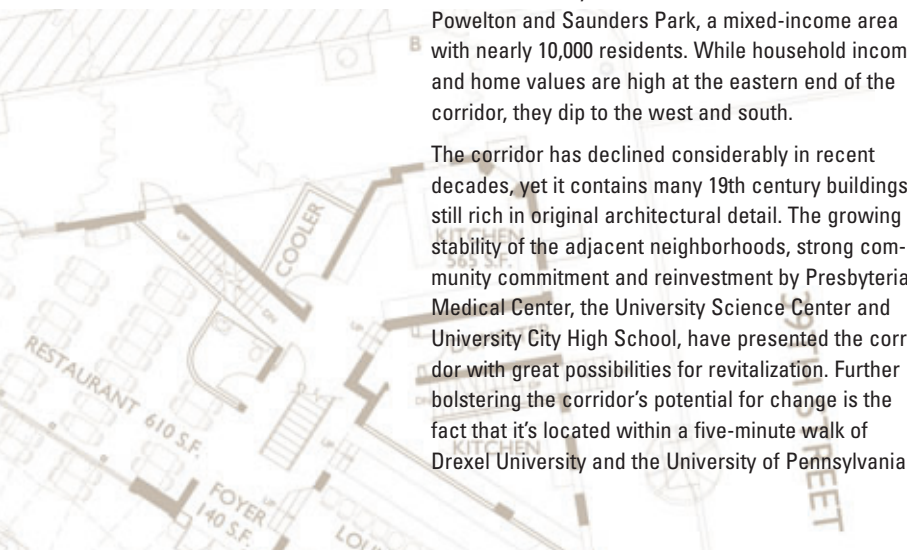 Powelton and Saunders Park, a mixed-income area
with nearly 10,000 residents. While household incom
and home values are high at the eastern end of the
corridor, they dip to the west and south.
The corridor has declined considerably in recent
decades, yet it contains many 19th century buildings
still rich in original architectural detail. The growing
stability of the adjacent neighborhoods, strong com-
munity commitment and reinvestment by Presbyteria
Medical Center, the University Science Center and
University City High School, have presented the corr
dor with great possibilities for revitalization. Further
bolstering the corridor's potential for change is the
fact that it's located within a five-minute walk of
Drexel University and the University of Pennsylvania
B
UP
DN
COOLER
KITCHEN
565 S.F.
UP
RESTAURANT 610 S.F.
KITCHEN
UP
FOYER
140 S.F.
39TH STREET